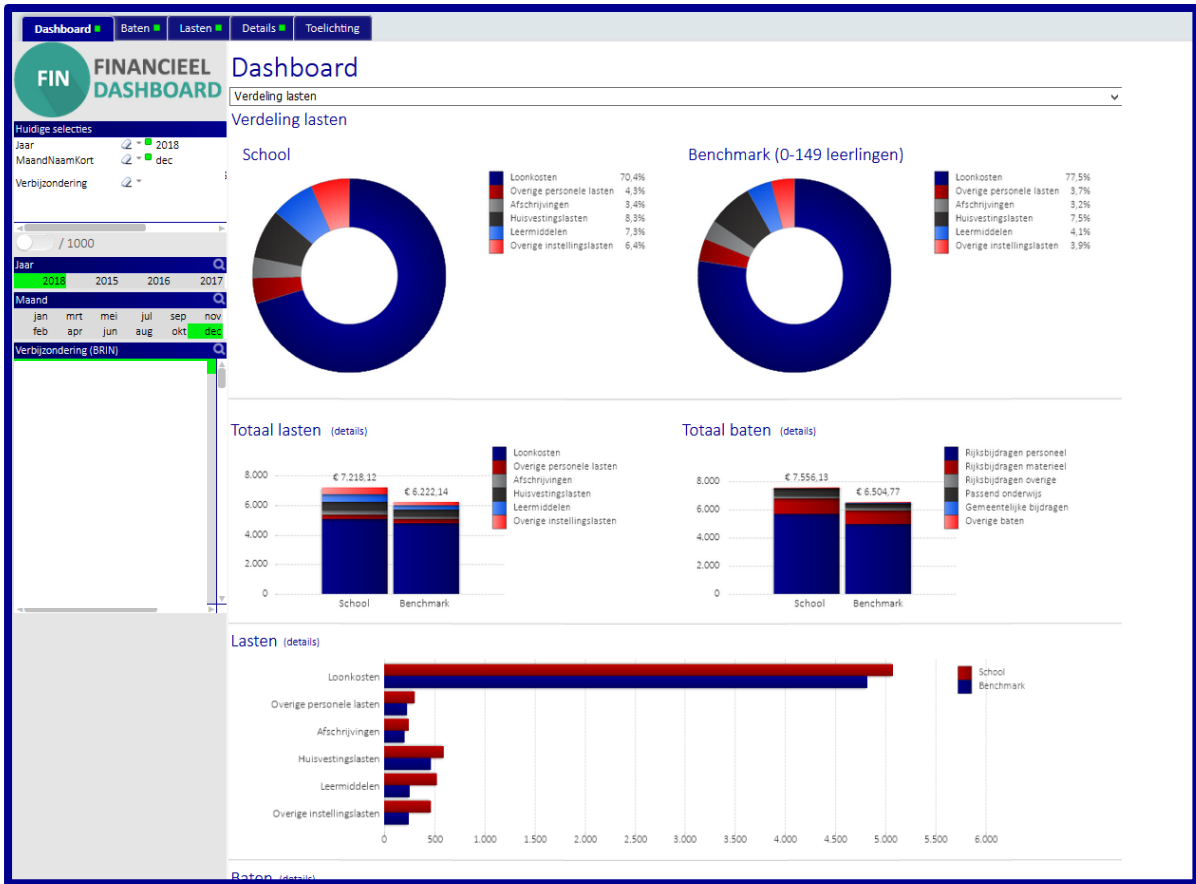 Dashboard Baten Lasten Details Toelichting
FIN FINANCIEEL DASHBOARD
Huidige selecties
Jaar 2018
MaandNaamKort dec
Verbijzondering
/ 1000
Jaar
2018 2015 2016 2017
Maand
jan mrt mei jul sep nov
feb apr jun aug okt dec
Verbijzondering (BRIN)
Dashboard
Verdeling lasten
Verdeling lasten
School
Loonkosten 70,4%
Overige personele lasten 4,3%
Afschrijvingen 3,4%
Huisvestingslasten 8,3%
Leermiddelen 7,3%
Overige instellingslasten 6,4%
Benchmark (0-149 leerlingen)
Loonkosten 77,5%
Overige personele lasten 3,7%
Afschrijvingen 3,2%
Huisvestingslasten 7,5%
Leermiddelen 4,1%
Overige instellingslasten 3,9%
Totaal lasten (details)
8.000
6.000
4.000
2.000
0
€ 7.218,12
€ 6.222,14
School Benchmark
Loonkosten
Overige personele lasten
Afschrijvingen
Huisvestingslasten
Leermiddelen
Overige instellingslasten
Totaal baten (details)
8.000
6.000
4.000
2.000
0
€ 7.556,13
€ 6.504,77
School Benchmark
Rijksbijdragen personeel
Rijksbijdragen materieel
Rijksbijdragen overige
Passend onderwijs
Gemeentelijke bijdragen
Overige baten
Lasten (details)
Loonkosten
Overige personele lasten
Afschrijvingen
Huisvestingslasten
Leermiddelen
Overige instellingslasten
0 500 1.000 1.500 2.000 2.500 3.000 3.500 4.000 4.500 5.000 5.500 6.000
School
Benchmark
Baten (details)